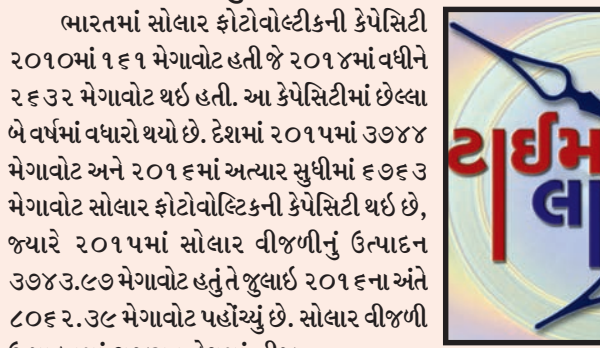 ભારતમાં સોલાર ફોટોવોલ્ટીકની કેપેસિટી
૨૦૧૦માં ૧૬૧ મેગાવોટ હતી જે ૨૦૧૪માં વધીને
૨૬૩૨ મેગાવોટ થઇ હતી. આ કેપેસિટીમાં છેલ્લા
બે વર્ષમાં વધારો થયો છે. દેશમાં ૨૦૧૫માં ૩૭૪૪
મેગાવોટ અને ૨૦૧૬માં અત્યાર સુધીમાં ૬૭૬૩
મેગાવોટ સોલાર ફોટોવોલ્ટિકની કેપેસિટી થઇ છે,
જ્યારે ૨૦૧૫માં સોલાર વીજળીનું ઉત્પાદન
૩૭૪૩.૯૭ મેગાવોટ હતું તે જુલાઇ ૨૦૧૬ના અંતે
૮૦૬૨.૩૯ મેગાવોટ પહોંચ્યું છે. સોલાર વીજળી